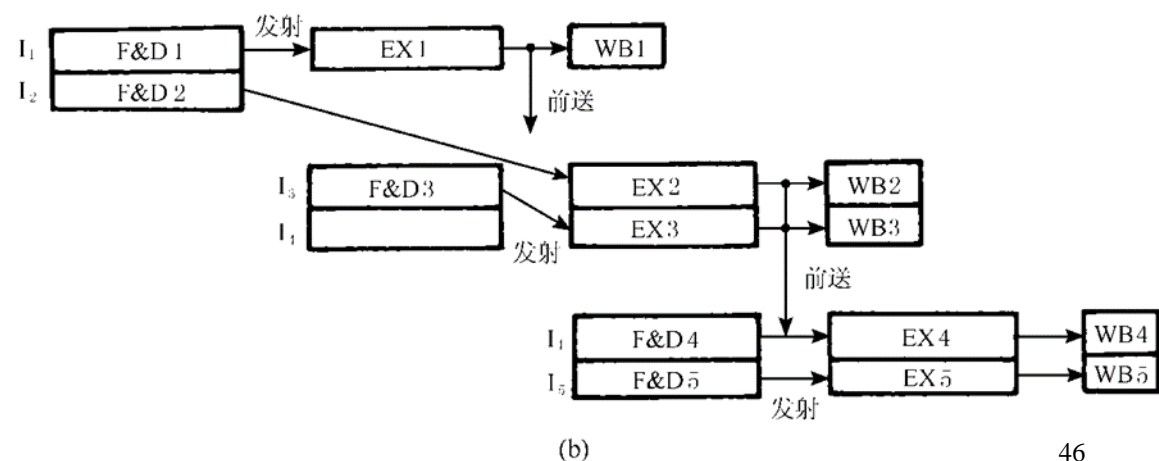 发射
I₁ F&D1 EX1 WB1
I₂ F&D2
前送
I₃ F&D3 EX2 WB2
I₄ EX3 WB3
发射
前送
I₄ F&D4 EX4 WB4
I₅ F&D5 EX5 WB5
发射
(b) 46